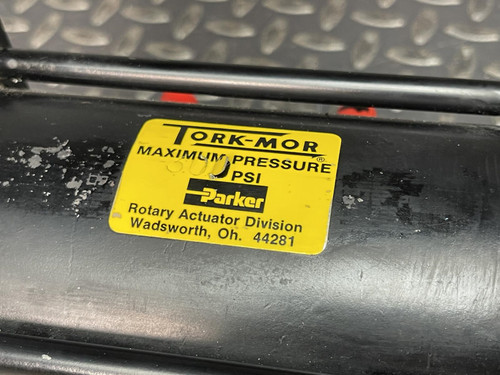 TORK-MOR®
MAXIMUM PRESSURE
PSI
Parker
Rotary Actuator Division
Wadsworth, Oh. 44281